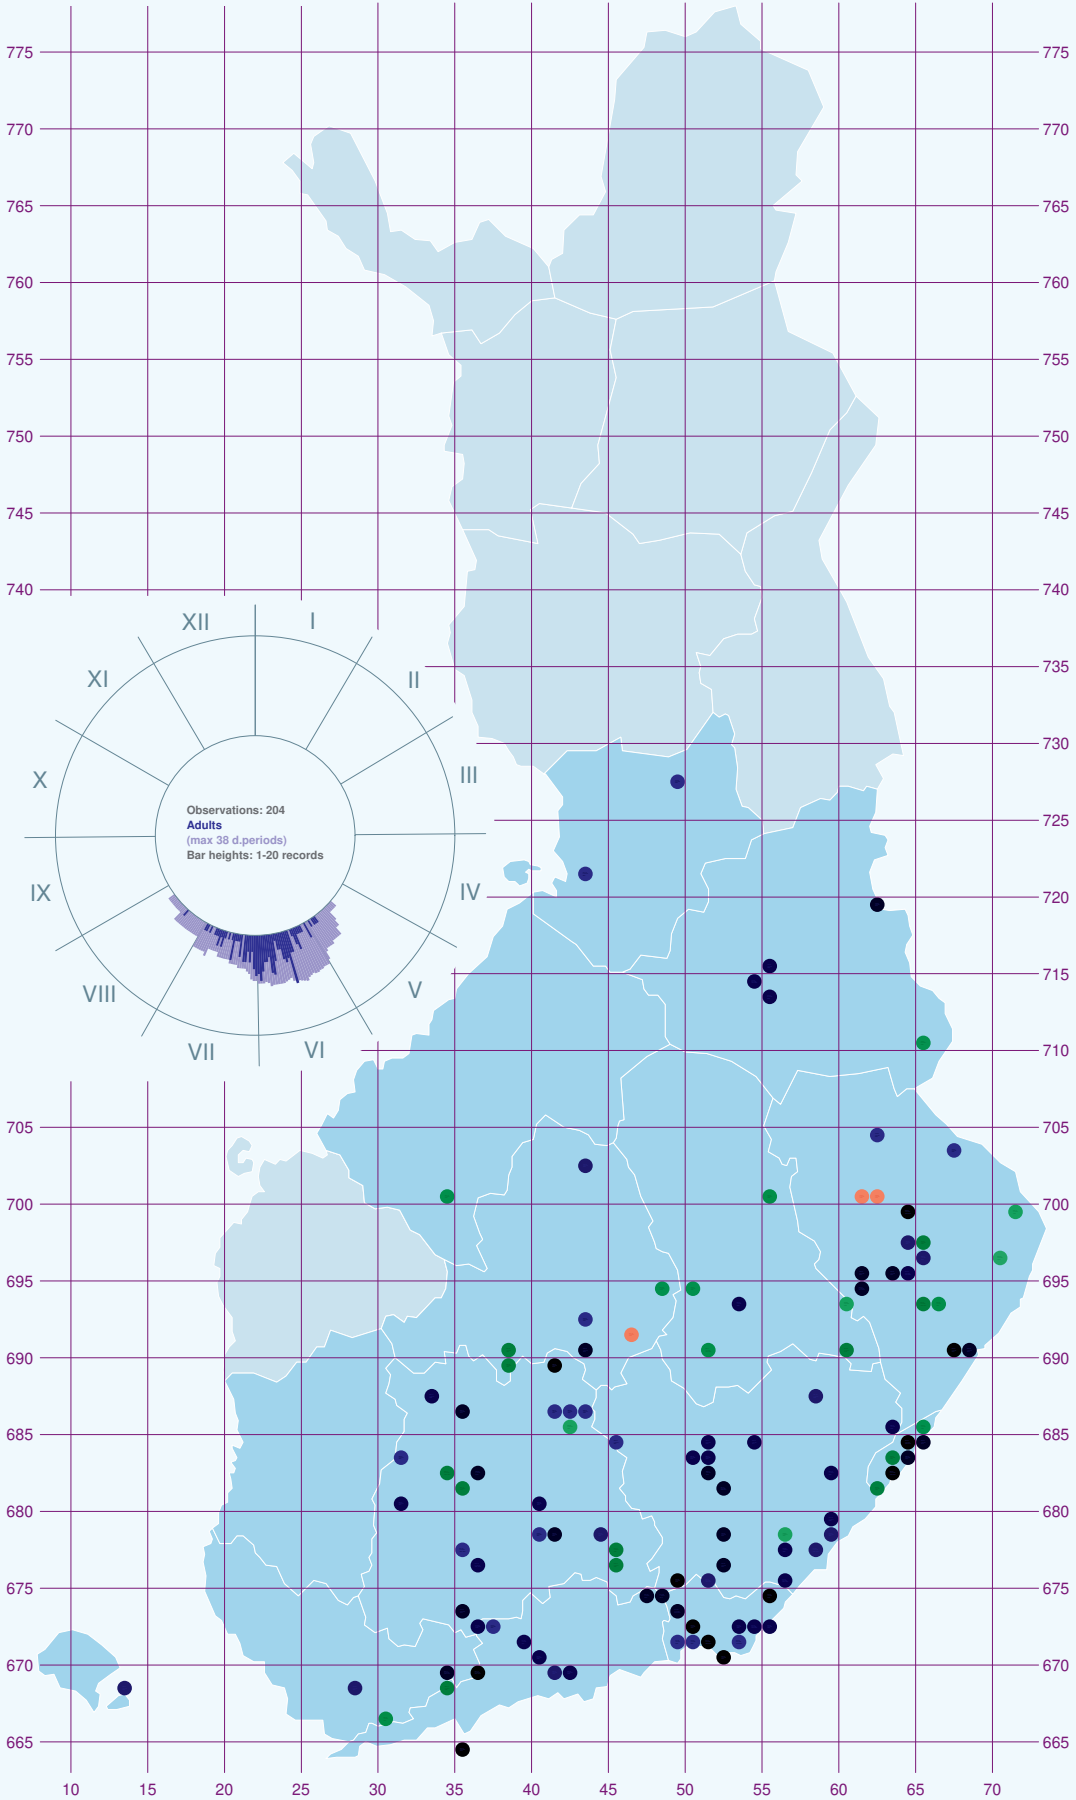 775 775
770 770
765 765
760 760
755 755
750 750
745 745
740 740
XII I
XI II
735
730
X III
Observations: 204
Adults
(max 38 d.periods)
Bar heights: 1-20 records
725
IX IV
720
VIII V
715
VII VI
710
705 705
700 700
695 695
690 690
685 685
680 680
675 675
670 670
665 665
10 15 20 25 30 35 40 45 50 55 60 65 70